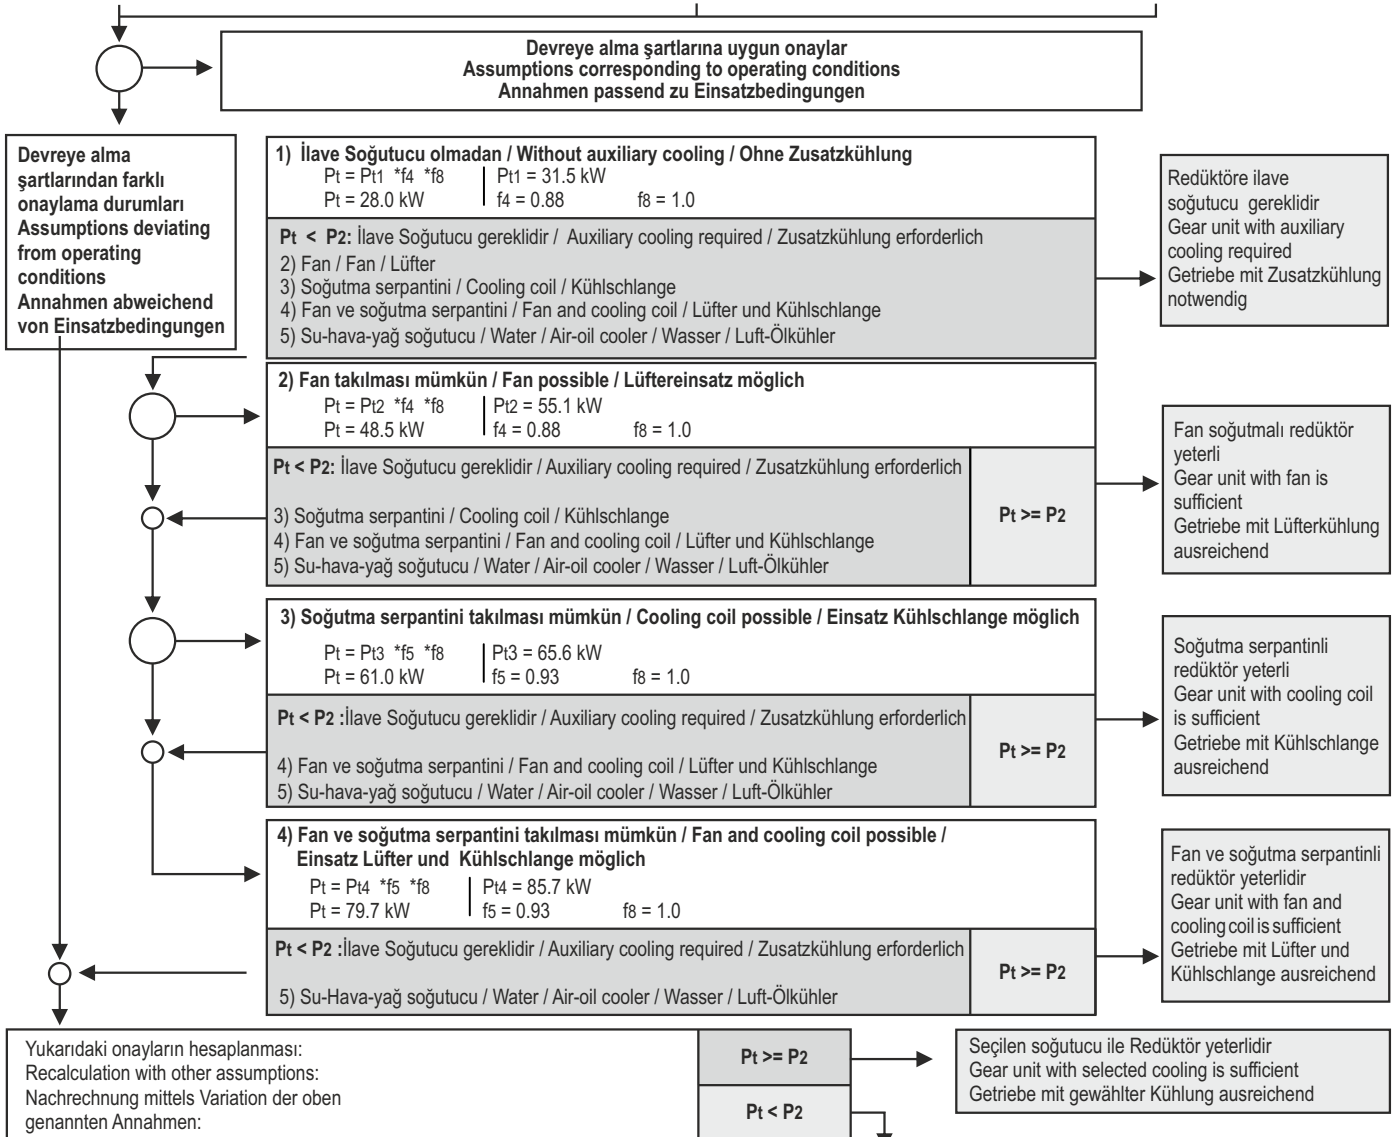 Devreye alma şartlarına uygun onaylar
Assumptions corresponding to operating conditions
Annahmen passend zu Einsatzbedingungen
Devreye alma
şartlarından farklı
onaylama durumları
Assumptions deviating
from operating
conditions
Annahmen abweichend
von Einsatzbedingungen
1) İlave Soğutucu olmadan / Without auxiliary cooling / Ohne Zusatzkühlung
Pt = Pt1 *f4 *f8 Pt1 = 31.5 kW
Pt = 28.0 kW f4 = 0.88 f8 = 1.0
Pt < P2: İlave Soğutucu gereklidir / Auxiliary cooling required / Zusatzkühlung erforderlich
2) Fan / Fan / Lüfter
3) Soğutma serpantini / Cooling coil / Kühlschlange
4) Fan ve soğutma serpantini / Fan and cooling coil / Lüfter und Kühlschlange
5) Su-hava-yağ soğutucu / Water / Air-oil cooler / Wasser / Luft-Ölkühler
Redüktöre ilave
soğutucu gereklidir
Gear unit with auxiliary
cooling required
Getriebe mit Zusatzkühlung
notwendig
2) Fan takılması mümkün / Fan possible / Lüftereinsatz möglich
Pt = Pt2 *f4 *f8 Pt2 = 55.1 kW
Pt = 48.5 kW f4 = 0.88 f8 = 1.0
Pt < P2: İlave Soğutucu gereklidir / Auxiliary cooling required / Zusatzkühlung erforderlich
3) Soğutma serpantini / Cooling coil / Kühlschlange
4) Fan ve soğutma serpantini / Fan and cooling coil / Lüfter und Kühlschlange
5) Su-hava-yağ soğutucu / Water / Air-oil cooler / Wasser / Luft-Ölkühler
Pt >= P2
Fan soğutmalı redüktör
yeterli
Gear unit with fan is
sufficient
Getriebe mit Lüfterkühlung
ausreichend
3) Soğutma serpantini takılması mümkün / Cooling coil possible / Einsatz Kühlschlange möglich
Pt = Pt3 *f5 *f8 Pt3 = 65.6 kW
Pt = 61.0 kW f5 = 0.93 f8 = 1.0
Pt < P2 :İlave Soğutucu gereklidir / Auxiliary cooling required / Zusatzkühlung erforderlich
4) Fan ve soğutma serpantini / Fan and cooling coil / Lüfter und Kühlschlange
5) Su-hava-yağ soğutucu / Water / Air-oil cooler / Wasser / Luft-Ölkühler
Pt >= P2
Soğutma serpantinli
redüktör yeterli
Gear unit with cooling coil
is sufficient
Getriebe mit Kühlschlange
ausreichend
4) Fan ve soğutma serpantini takılması mümkün / Fan and cooling coil possible /
Einsatz Lüfter und Kühlschlange möglich
Pt = Pt4 *f5 *f8 Pt4 = 85.7 kW
Pt = 79.7 kW f5 = 0.93 f8 = 1.0
Pt < P2 :İlave Soğutucu gereklidir / Auxiliary cooling required / Zusatzkühlung erforderlich
5) Su-Hava-yağ soğutucu / Water / Air-oil cooler / Wasser / Luft-Ölkühler
Pt >= P2
Fan ve soğutma serpantinli
redüktör yeterlidir
Gear unit with fan and
cooling coil is sufficient
Getriebe mit Lüfter und
Kühlschlange ausreichend
Yukarıdaki onayların hesaplanması:
Recalculation with other assumptions:
Nachrechnung mittels Variation der oben
genannten Annahmen:
Pt >= P2
Pt < P2
Seçilen soğutucu ile Redüktör yeterlidir
Gear unit with selected cooling is sufficient
Getriebe mit gewählter Kühlung ausreichend